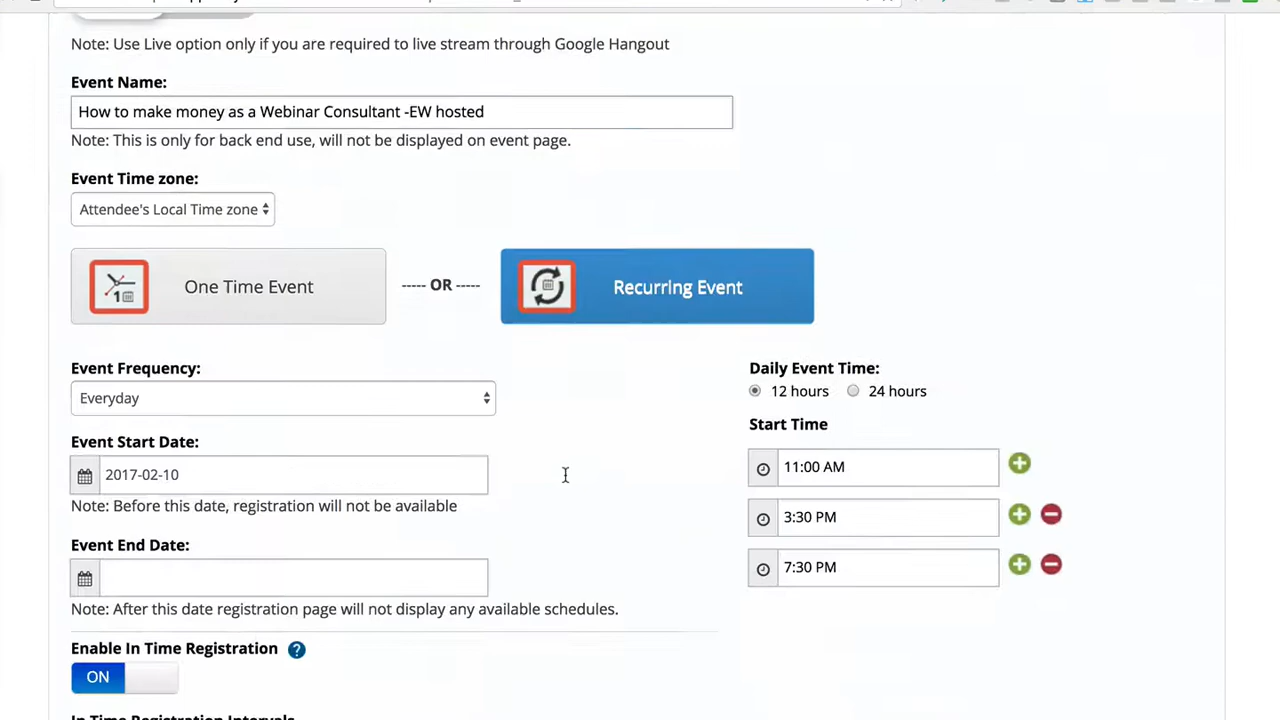 Note: Use Live option only if you are required to live stream through Google Hangout
Event Name:
How to make money as a Webinar Consultant -EW hosted
Note: This is only for back end use, will not be displayed on event page.
Event Time zone:
Attendee's Local Time zone
1
One Time Event
----- OR -----
Recurring Event
Event Frequency:
Everyday
Event Start Date:
2017-02-10
Note: Before this date, registration will not be available
Event End Date:
Note: After this date registration page will not display any available schedules.
Enable In Time Registration ?
ON
In Time Registration Intervals
Daily Event Time:
12 hours 24 hours
Start Time
11:00 AM
3:30 PM
7:30 PM